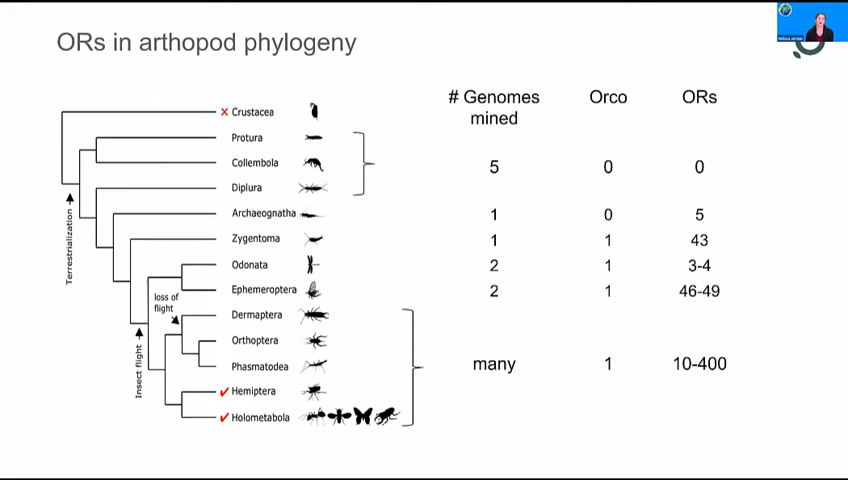 ORs in arthopod phylogeny
# Genomes mined
Orco
ORs
X Crustacea
Protura
Collembola
Diplura
5 0 0
Archaeognatha 1 0 5
Zygentoma 1 1 43
Odonata 2 1 3-4
Ephemeroptera 2 1 46-49
Dermaptera
Orthoptera
Phasmatodea
many 1 10-400
✓ Hemiptera
✓ Holometabola
Terrestrialization
Insect flight
loss of
flight